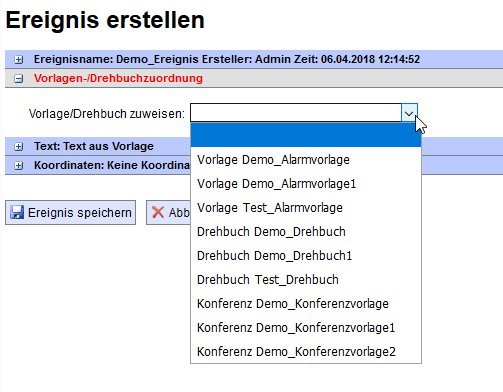 Ereignis erstellen
Ereignisname: Demo_Ereignis Ersteller: Admin Zeit: 06.04.2018 12:14:52
Vorlagen-/Drehbuchzuordnung
Vorlage/Drehbuch zuweisen:
Vorlage Demo_Alarmvorlage
Vorlage Demo_Alarmvorlage1
Vorlage Test_Alarmvorlage
Drehbuch Demo_Drehbuch
Drehbuch Demo_Drehbuch1
Drehbuch Test_Drehbuch
Konferenz Demo_Konferenzvorlage
Konferenz Demo_Konferenzvorlage1
Konferenz Demo_Konferenzvorlage2
Text: Text aus Vorlage
Koordinaten: Keine Koordina
Ereignis speichern
Abb